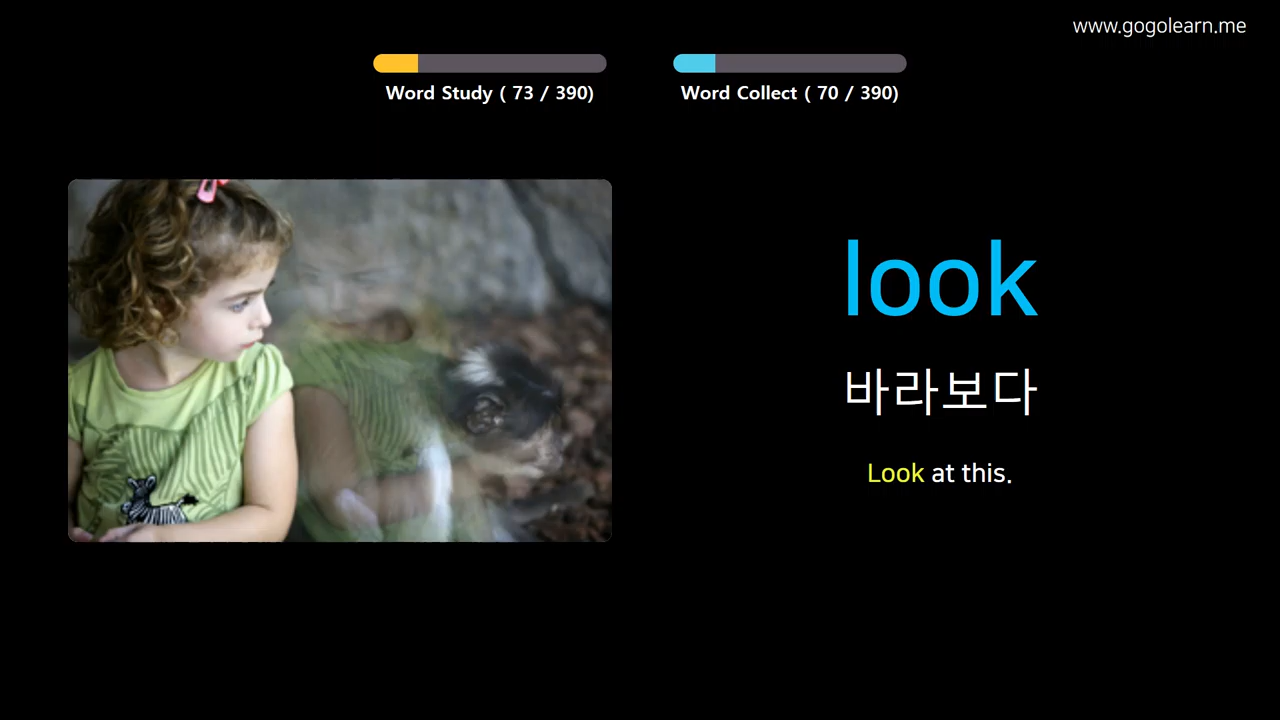 www.gogolearn.me
Word Study ( 73 / 390)
Word Collect ( 70 / 390)
look
바라보다
Look at this.